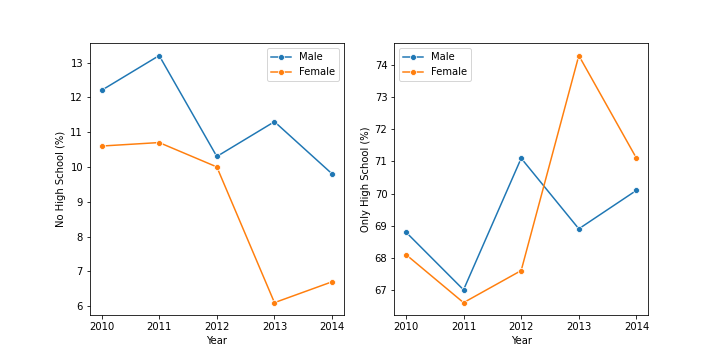 No High School (%)
13
12
11
10
9
8
7
6
2010 2011 2012 2013 2014
Year
Male
Female
Only High School (%)
74
73
72
71
70
69
68
67
2010 2011 2012 2013 2014
Year
Male
Female